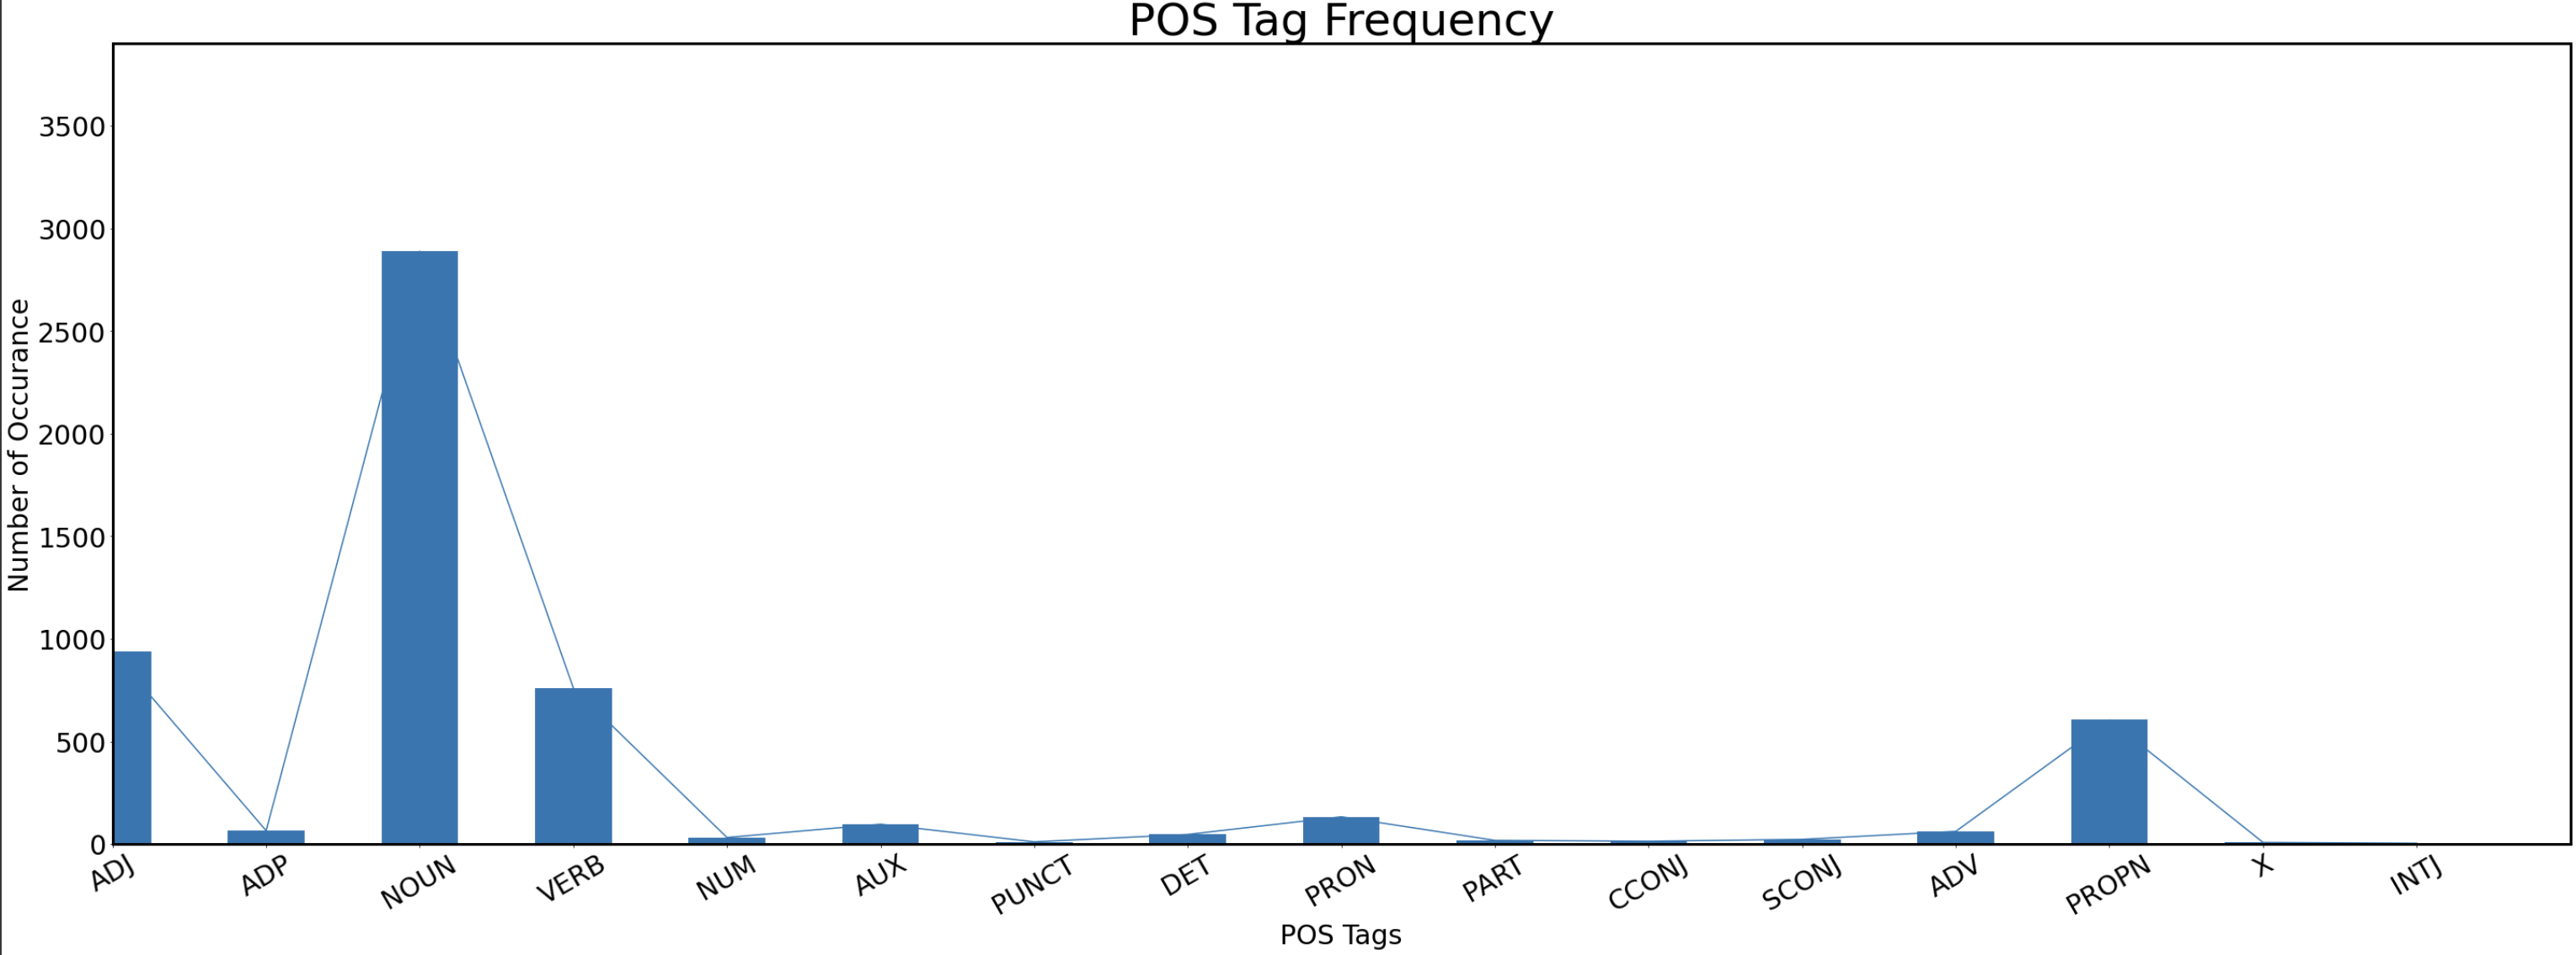 POS Tag Frequency
3500
3000
2500
2000
1500
1000
500
0
Number of Occurance
ADJ
ADP
NOUN
VERB
NUM
AUX
PUNCT
DET
PRON
PART
CCONJ
SCONJ
ADV
PROPN
X
INTJ
POS Tags